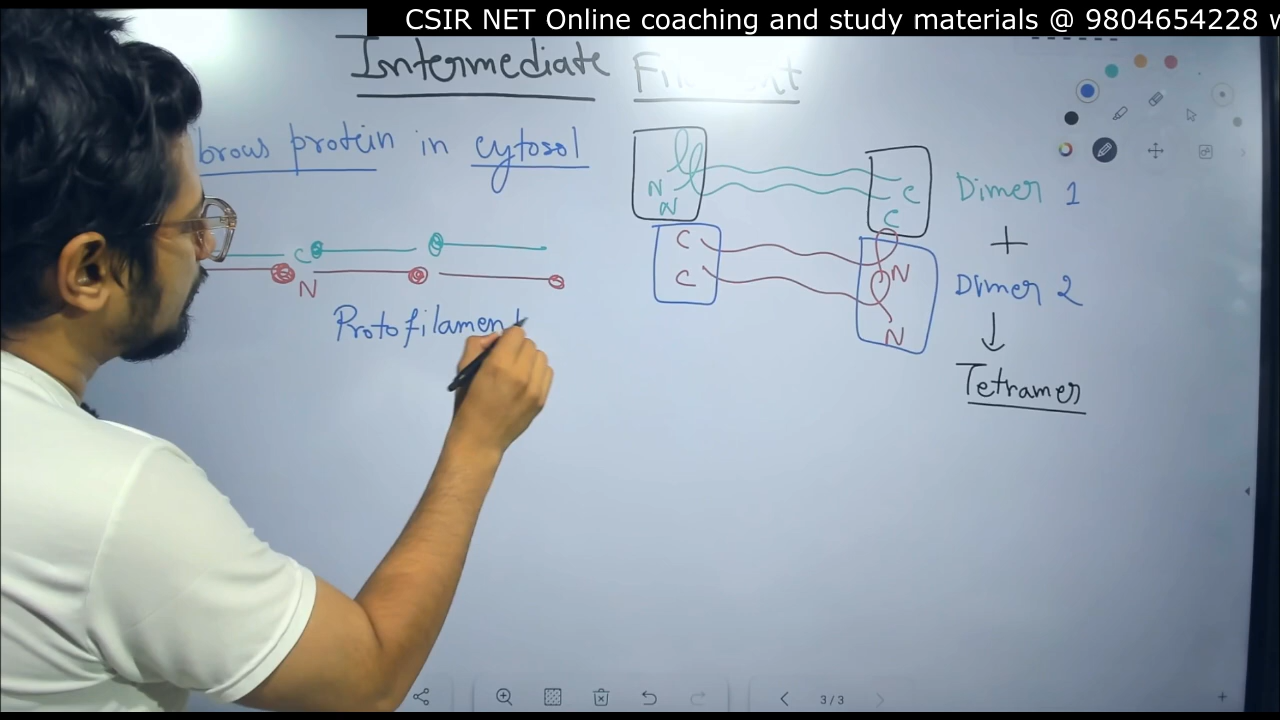 CSIR NET Online coaching and study materials @ 9804654228 w
Intermediate Filament
brous protein in cytosol
N
N
C
C
Dimer 1
+
C
N
C
C
N
N
Dimer 2
↓
Tetramer
Protofilament
3/3